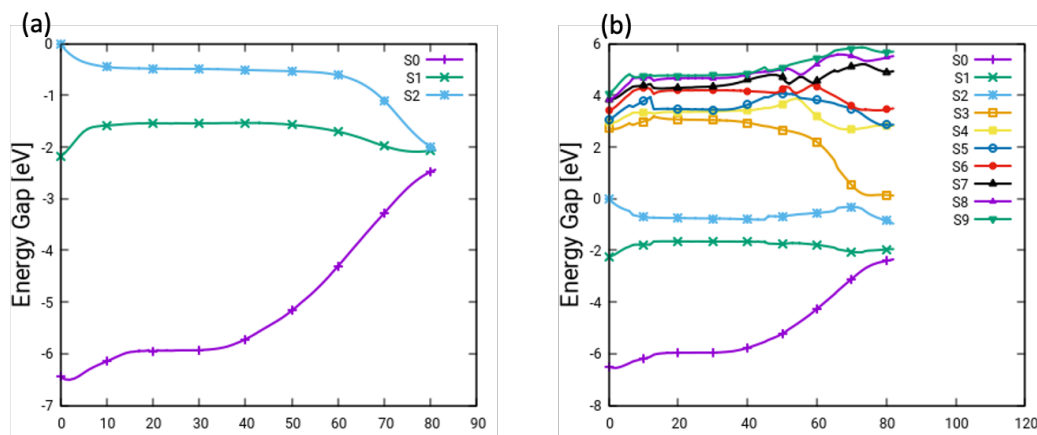 (a)
Energy Gap [eV]
0
-1
-2
-3
-4
-5
-6
-7
S0
S1
S2
0 10 20 30 40 50 60 70 80 90
(b)
Energy Gap [eV]
6
4
2
0
-2
-4
-6
-8
S0
S1
S2
S3
S4
S5
S6
S7
S8
S9
0 20 40 60 80 100 120